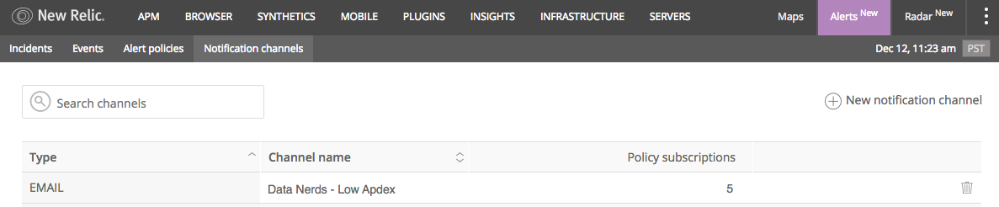 New Relic. APM BROWSER SYNTHETICS MOBILE PLUGINS INSIGHTS INFRASTRUCTURE SERVERS Maps Alerts New Radar New
Incidents Events Alert policies Notification channels Dec 12, 11:23 am PST
Search channels New notification channel
Type Channel name Policy subscriptions
EMAIL Data Nerds - Low Apdex 5